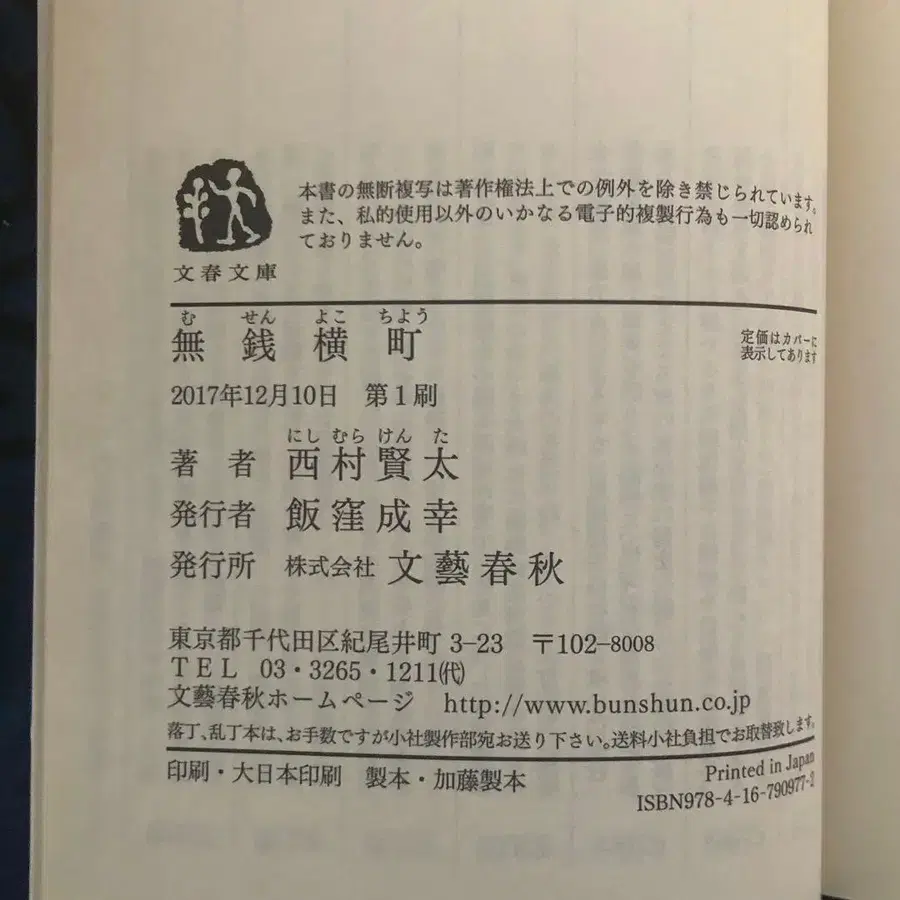 本書の無断複写は著作権法上での例外を除き禁じられています。
また、私的使用以外のいかなる電子的複製行為も一切認められ
ておりません。
文春文庫
む せん よこ ちよう
無銭横町
定価はカバーに
表示してあります
2017年12月10日 第1刷
にし むら けん た
著者 西村賢太
発行者 飯窪成幸
発行所 株式会社 文藝春秋
東京都千代田区紀尾井町 3-23 〒102-8008
TEL 03・3265・1211㈹
文藝春秋ホームページ http://www.bunshun.co.jp
落丁、乱丁本は、お手数ですが小社製作部宛お送り下さい。送料小社負担でお取替致します。
印刷・大日本印刷 製本・加藤製本
Printed in Japan
ISBN978-4-16-790977-2